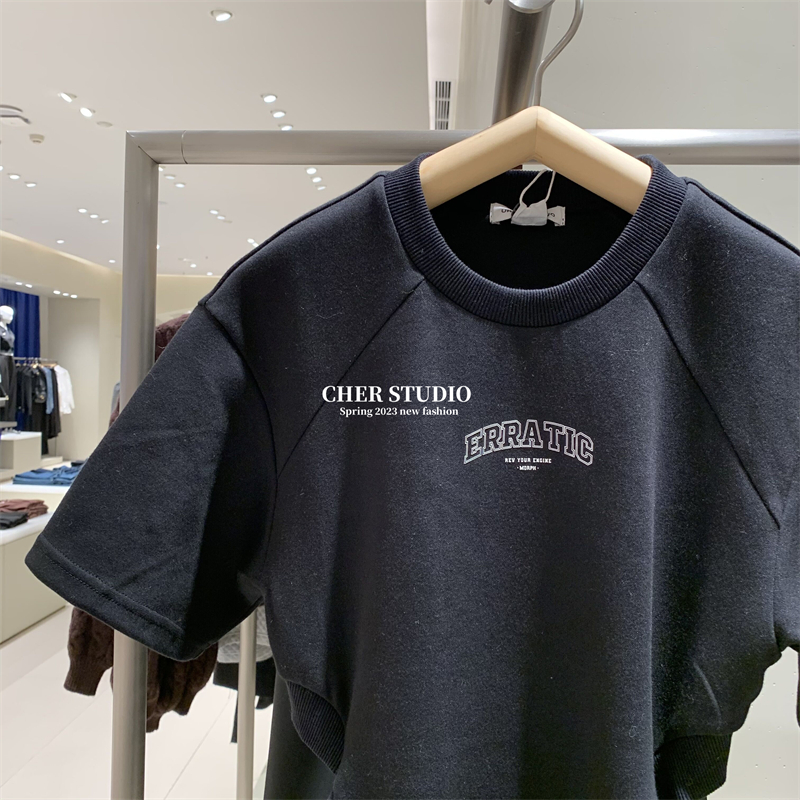 CHER STUDIO
Spring 2023 new fashion
ERRATIC
REV YOUR ENGINE
·MORPH·